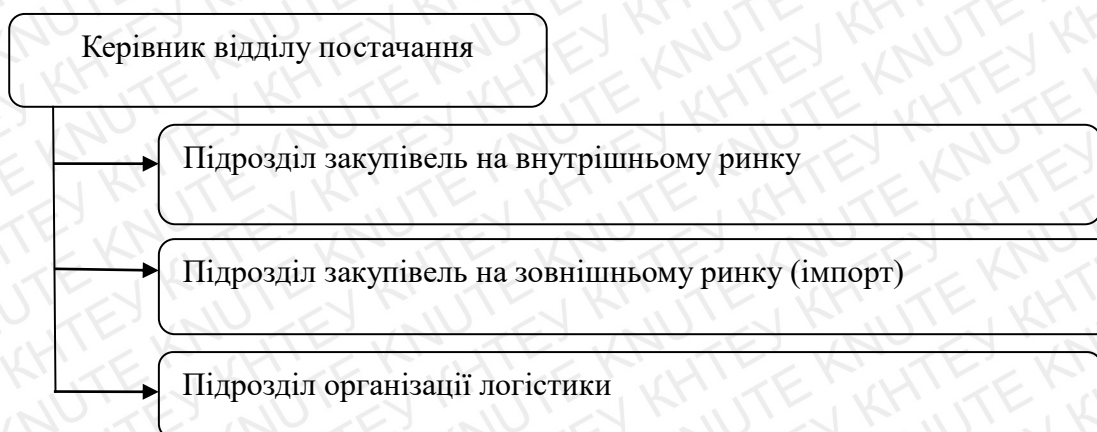 Керівник відділу постачання
Підрозділ закупівель на внутрішньому ринку
Підрозділ закупівель на зовнішньому ринку (імпорт)
Підрозділ організації логістики